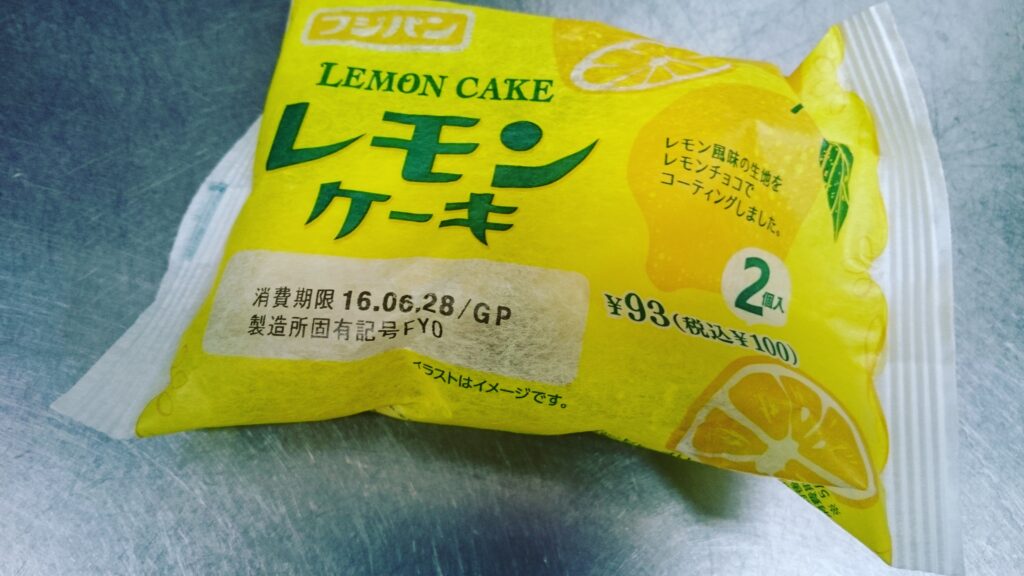 フジパン
LEMON CAKE
レモン
ケーキ
レモン風味の生地を
レモンチョコで
コーティングしました。
2個入
¥93(税込¥100)
消費期限 16.06.28/GP
製造所固有記号FY0
イラストはイメージです。